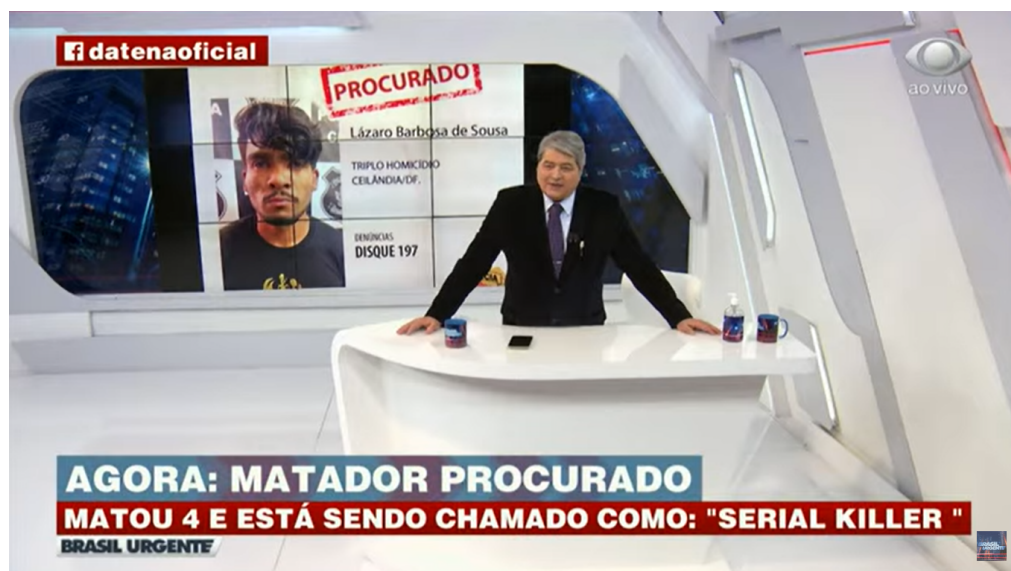 datenaoficial
ao vivo
PROCURADO
Lázaro Barbosa de Sousa
TRIPLO HOMICÍDIO
CEILÂNDIA/DF.
DENÚNCIAS
DISQUE 197
AGORA: MATADOR PROCURADO
MATOU 4 E ESTÁ SENDO CHAMADO COMO: "SERIAL KILLER "
BRASIL URGENTE